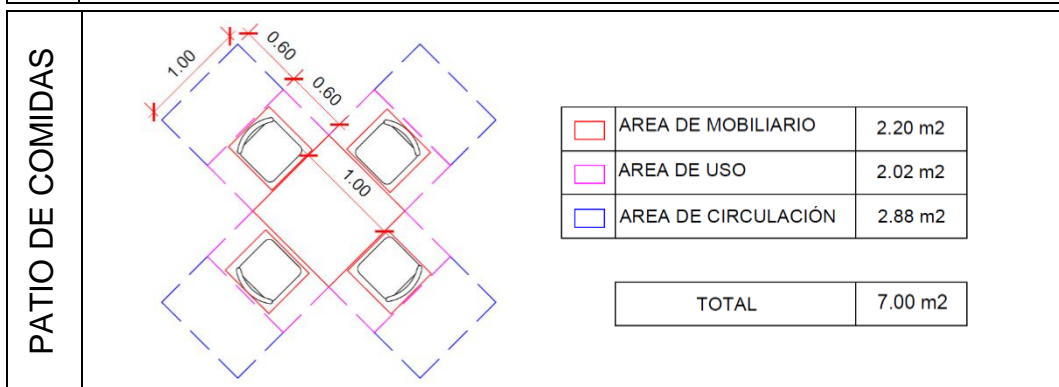 PATIO DE COMIDAS
1.00
0.60
0.60
1.00
AREA DE MOBILIARIO 2.20 m2
AREA DE USO 2.02 m2
AREA DE CIRCULACIÓN 2.88 m2
TOTAL 7.00 m2